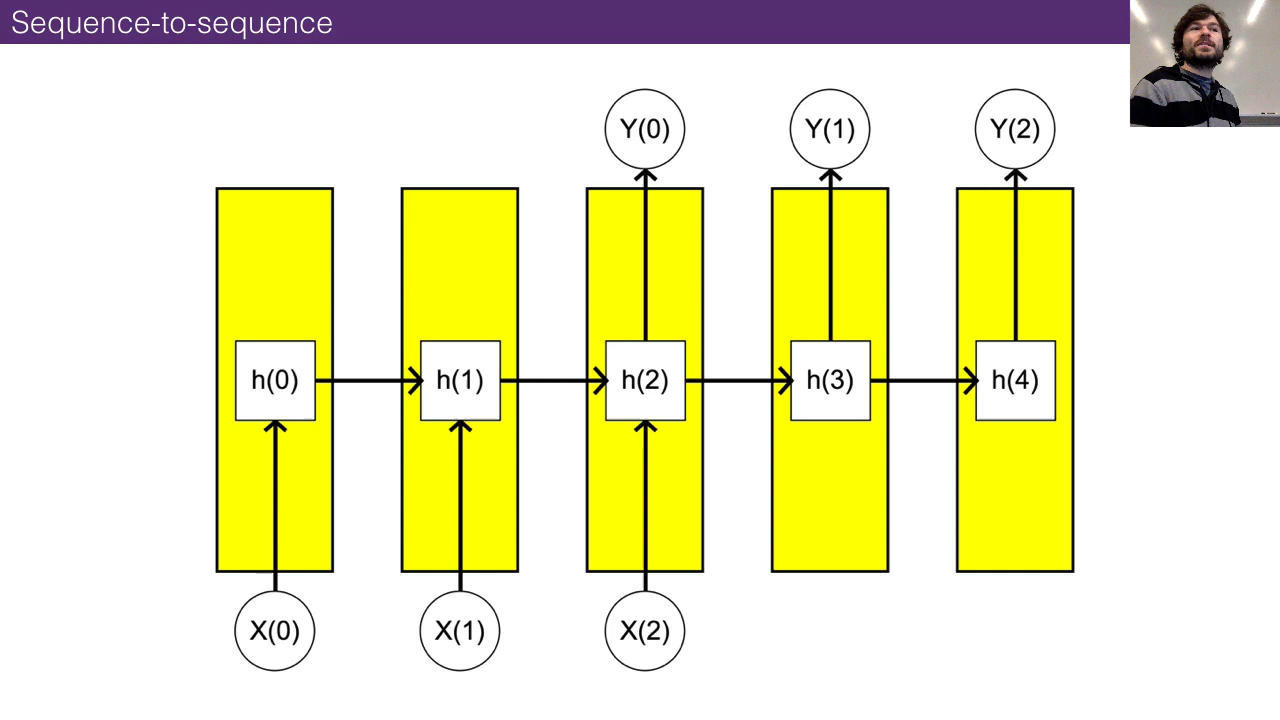 Sequence-to-sequence
Y(0) Y(1) Y(2)
h(0) h(1) h(2) h(3) h(4)
X(0) X(1) X(2)